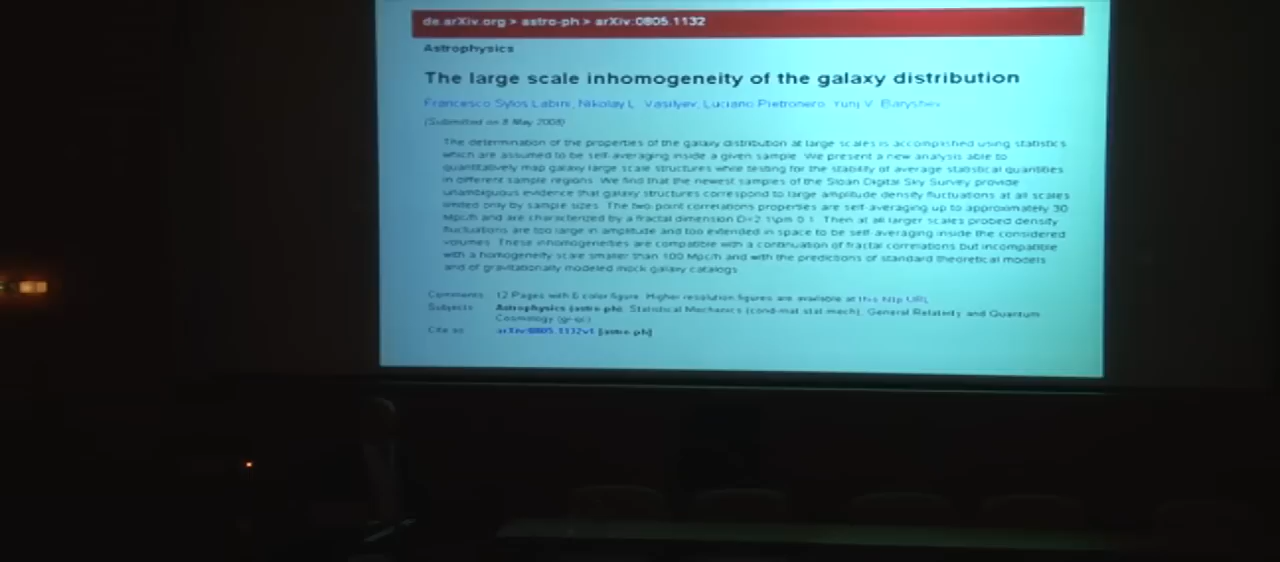 de.arXiv.org > astro-ph > arXiv:0805.1132
Astrophysics
The large scale inhomogeneity of the galaxy distribution
Francesco Sylos Labini, Nikolay L. Vasilyev, Luciano Pietronero, Yurij V. Baryshev
(Submitted on 8 May 2008)
The determination of the properties of the galaxy distribution at large scales is accomplished using statistics
which are assumed to be self-averaging inside a given sample. We present a new analysis able to
quantitatively map galaxy large scale structures while testing for the stability of average statistical quantities
in different sample regions. We find that the newest samples of the Sloan Digital Sky Survey provide
unambiguous evidence that galaxy structures correspond to large amplitude density fluctuations at all scales
limited only by sample sizes. The two-point correlations properties are self-averaging up to approximately 30
Mpc/h and are characterized by a fractal dimension D=2.1\pm 0.1. Then at all larger scales probed density
fluctuations are too large in amplitude and too extended in space to be self-averaging inside the considered
volumes. These inhomogeneities are compatible with a continuation of fractal correlations but incompatible
with a homogeneity scale smaller than 100 Mpc/h and with the predictions of standard theoretical models
and of gravitationally modeled mock galaxy catalogs.
Comments: 12 Pages with 6 color figure. Higher resolution figures are available at this http URL
Subjects: Astrophysics (astro-ph); Statistical Mechanics (cond-mat.stat-mech); General Relativity and Quantum
Cosmology (gr-qc)
Cite as: arXiv:0805.1132v1 [astro-ph]